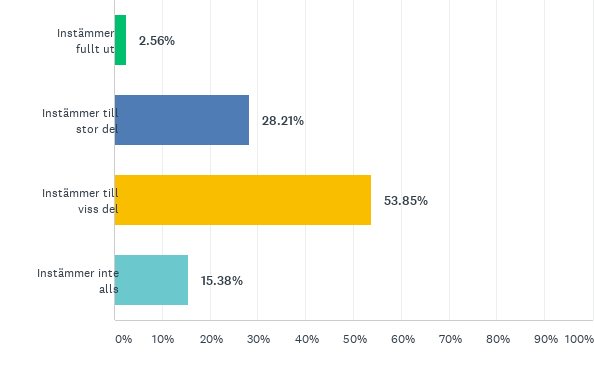 Instämmer
fullt ut
2.56%
Instämmer till
stor del
28.21%
Instämmer till
viss del
53.85%
Instämmer inte
alls
15.38%
0% 10% 20% 30% 40% 50% 60% 70% 80% 90% 100%